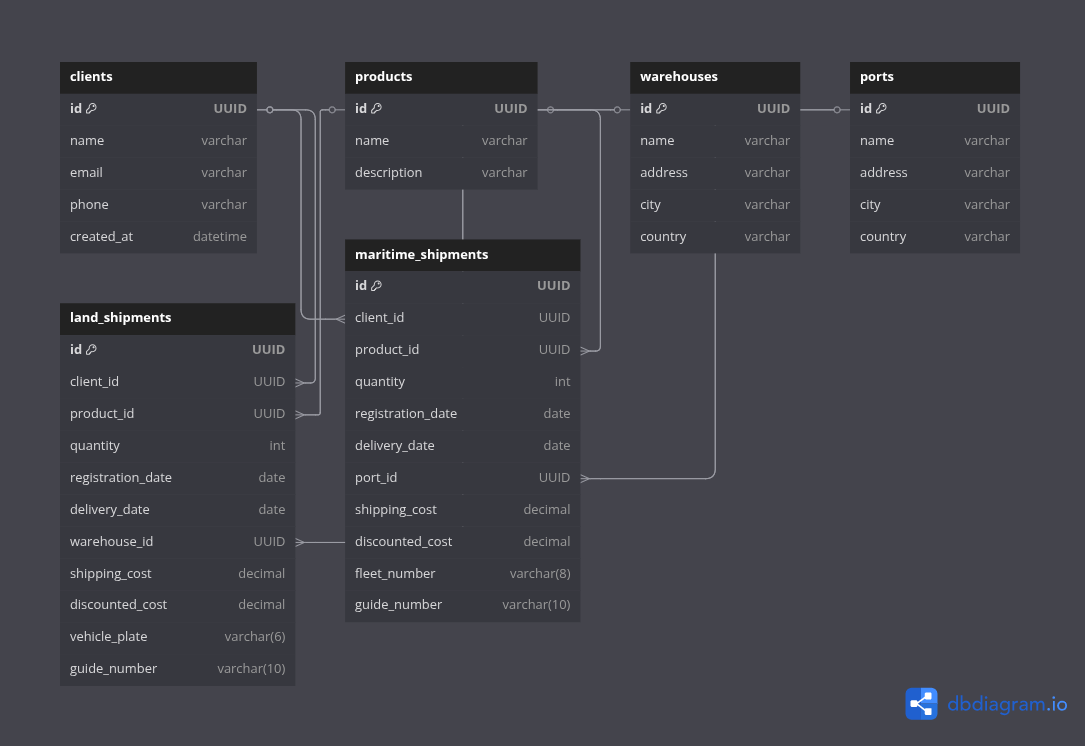 clients
id UUID
name varchar
email varchar
phone varchar
created_at datetime
products
id UUID
name varchar
description varchar
warehouses
id UUID
name varchar
address varchar
city varchar
country varchar
ports
id UUID
name varchar
address varchar
city varchar
country varchar
land_shipments
id UUID
client_id UUID
product_id UUID
quantity int
registration_date date
delivery_date date
warehouse_id UUID
shipping_cost decimal
discounted_cost decimal
vehicle_plate varchar(6)
guide_number varchar(10)
maritime_shipments
id UUID
client_id UUID
product_id UUID
quantity int
registration_date date
delivery_date date
port_id UUID
shipping_cost decimal
discounted_cost decimal
fleet_number varchar(8)
guide_number varchar(10)
dbdiagram.io